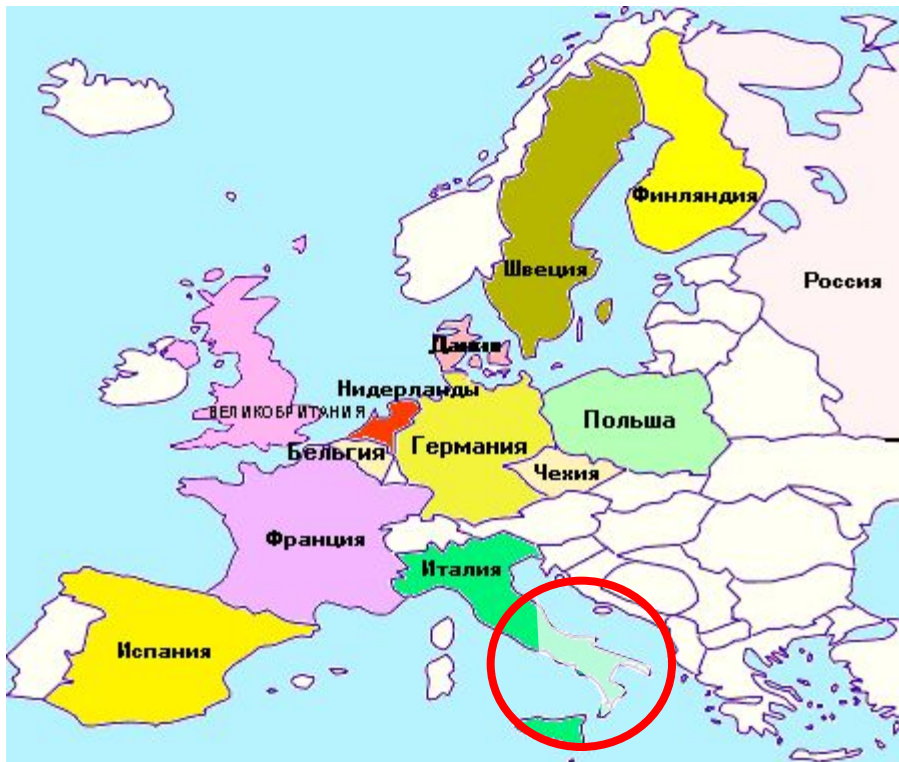 Финляндия
Швеция
Россия
Дания
Нидерланды
ВЕЛИКОБРИТАНИЯ
Польша
Бельгия
Германия
Чехия
Франция
Италия
Испания